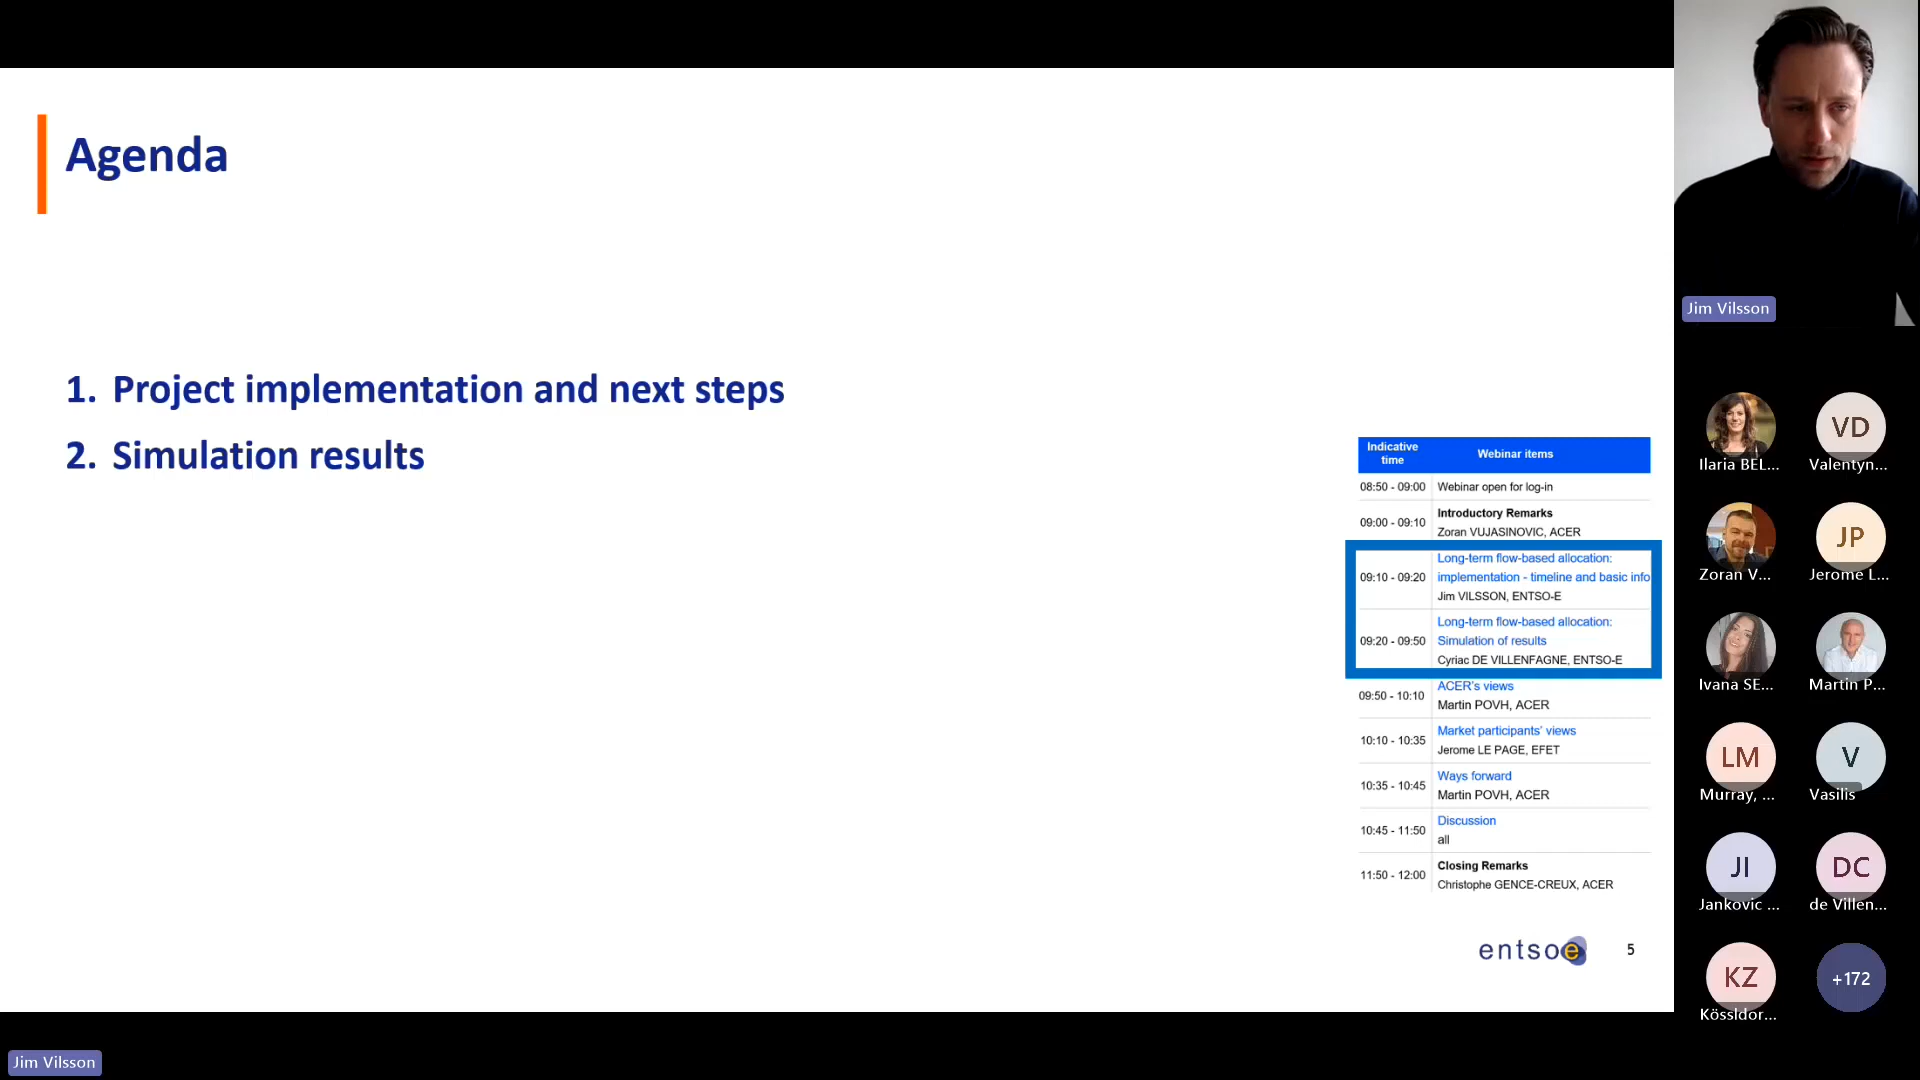 Agenda
1. Project implementation and next steps
2. Simulation results
Indicative time
Webinar items
08:50 - 09:00 Webinar open for log-in
09:00 - 09:10 Introductory Remarks
Zoran VUJASINOVIC, ACER
09:10 - 09:20 Long-term flow-based allocation:
implementation - timeline and basic info
Jim VILSSON, ENTSO-E
09:20 - 09:50 Long-term flow-based allocation:
Simulation of results
Cyriac DE VILLENFAGNE, ENTSO-E
09:50 - 10:10 ACER's views
Martin POVH, ACER
10:10 - 10:35 Market participants' views
Jerome LE PAGE, EFET
10:35 - 10:45 Ways forward
Martin POVH, ACER
10:45 - 11:50 Discussion
all
11:50 - 12:00 Closing Remarks
Christophe GENCE-CREUX, ACER
entsoe
5
Jim Vilsson
Ilaria BEL...
VD
Valentyn...
Zoran V...
JP
Jerome L...
Ivana SE...
Martin P...
LM
Murray, ...
V
Vasilis
JI
Jankovic ...
DC
de Villen...
KZ
Kössldor...
+172
Jim Vilsson